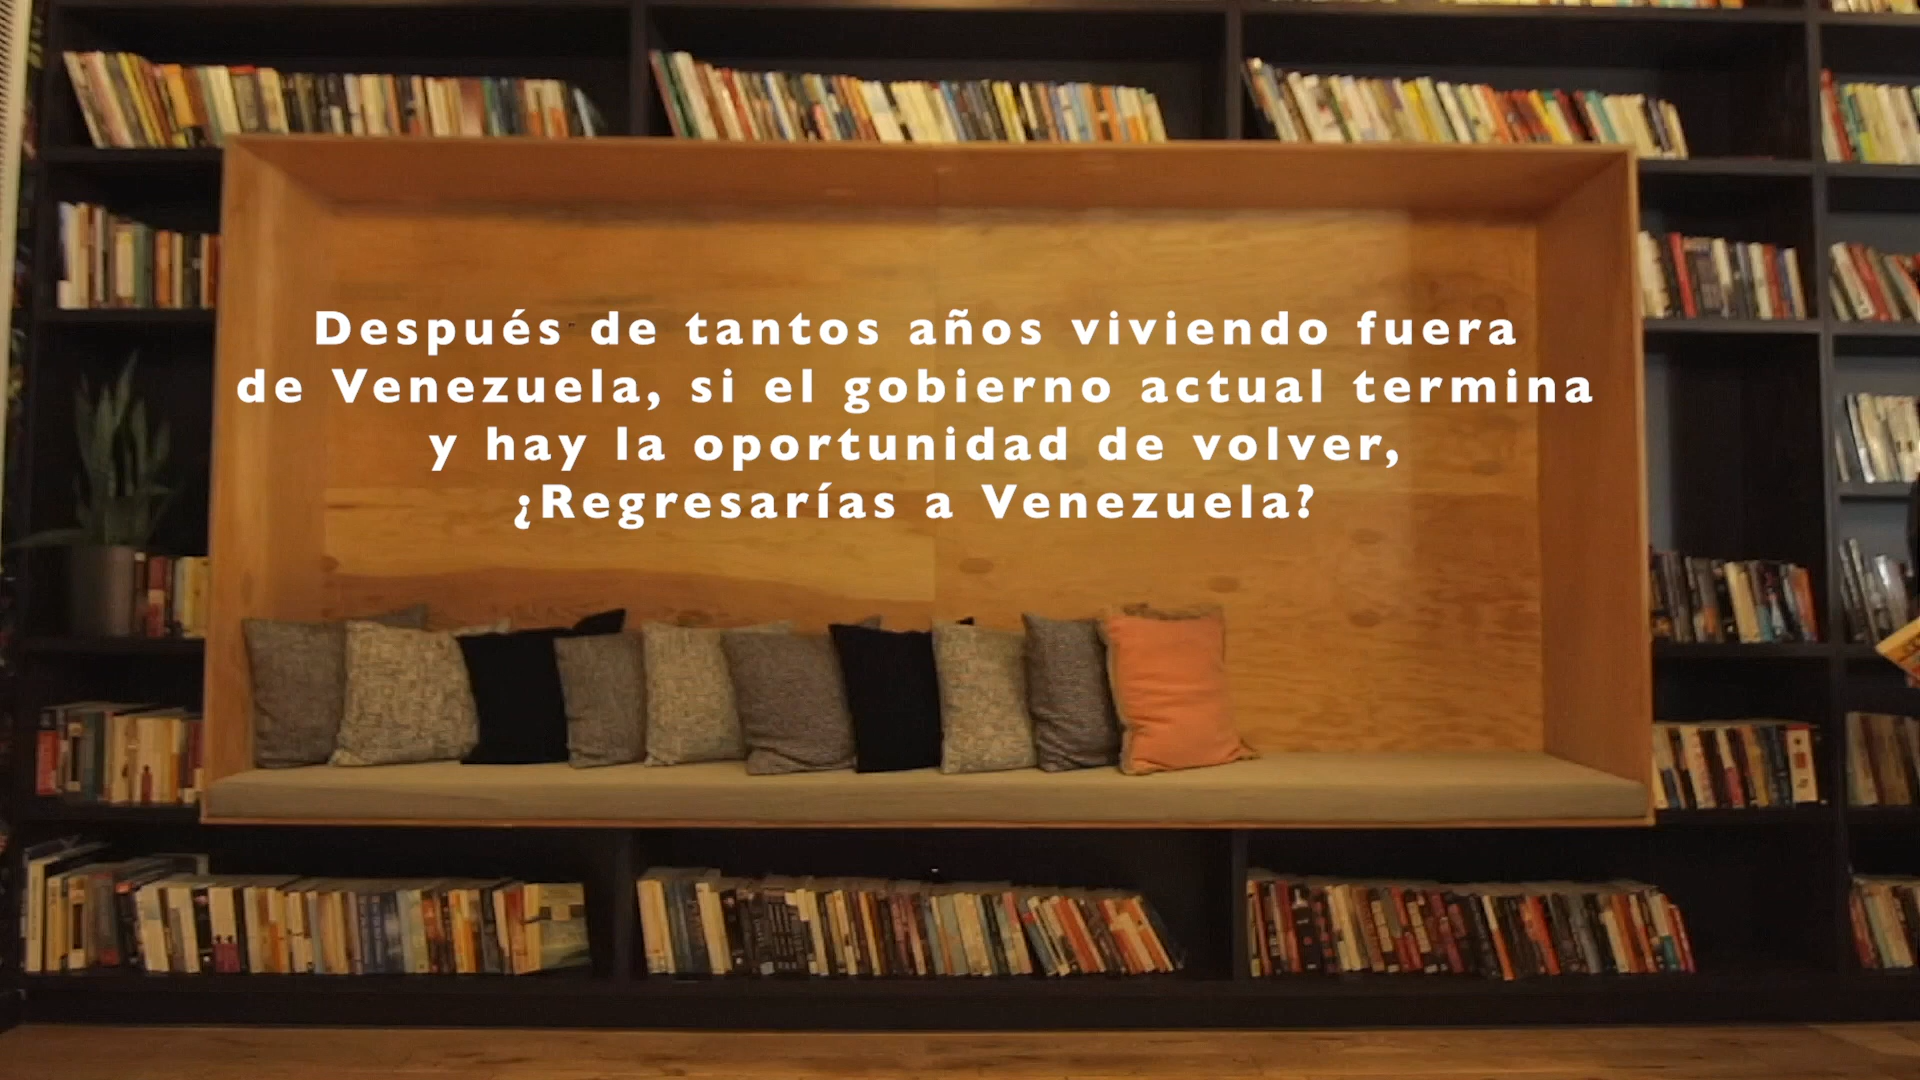 Después de tantos años viviendo fuera
de Venezuela, si el gobierno actual termina
y hay la oportunidad de volver,
¿Regresarías a Venezuela?